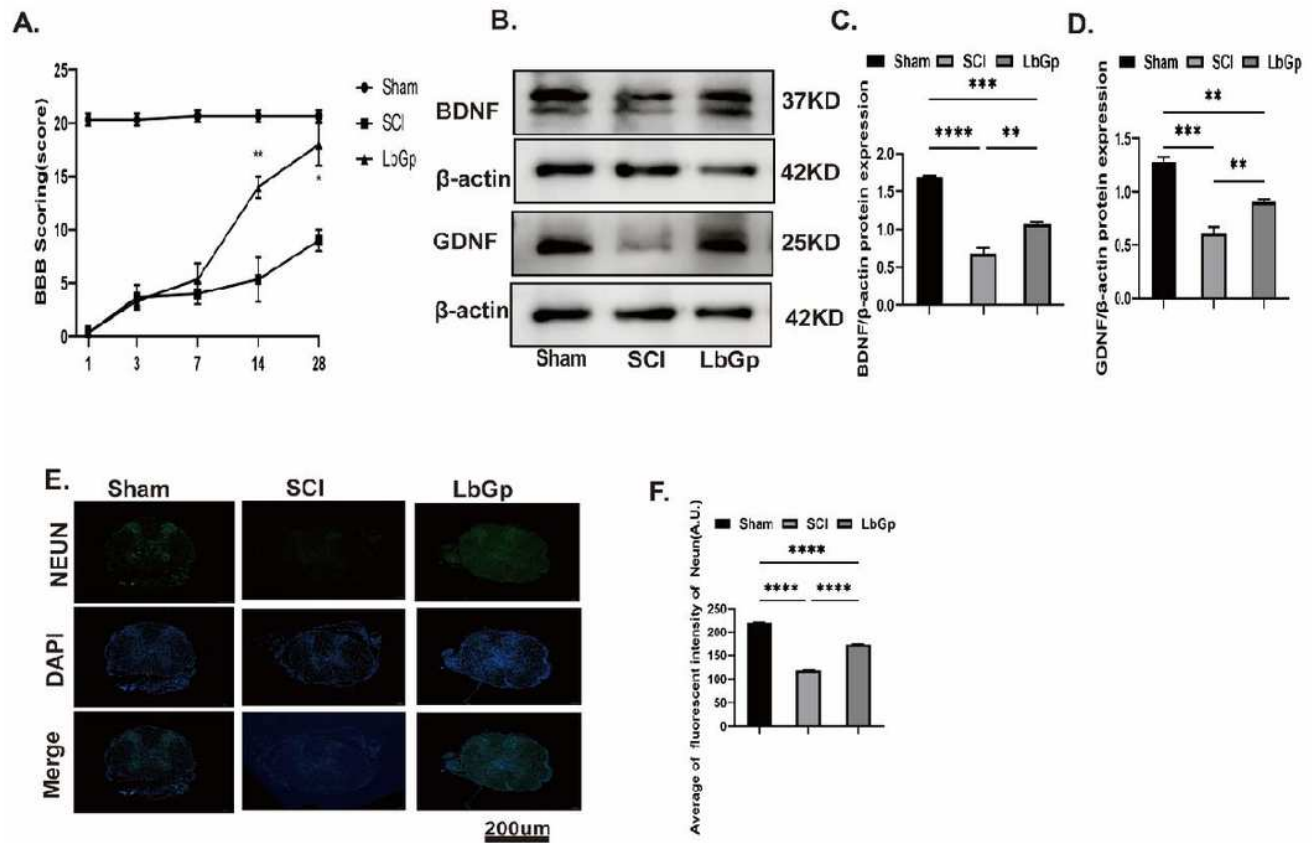 A.
BBB Scoring(score)
25
20
15
10
5
0
1 3 7 14 28
**
*
Sham
SCI
LbGp
B.
BDNF 37KD
β-actin 42KD
GDNF 25KD
β-actin 42KD
Sham SCI LbGp
C.
Sham SCI LbGp
***
**** **
BDNF/β-actin protein expression
2.0
1.5
1.0
0.5
0.0
D.
Sham SCI LbGp
**
***
**
GDNF/β-actin protein expression
1.5
1.0
0.5
0.0
E.
Sham SCI LbGp
NEUN
DAPI
Merge
200um
F.
Sham SCI LbGp
****
**** ****
Average of fluorescent intensity of Neun(A.U.)
250
200
150
100
50
0